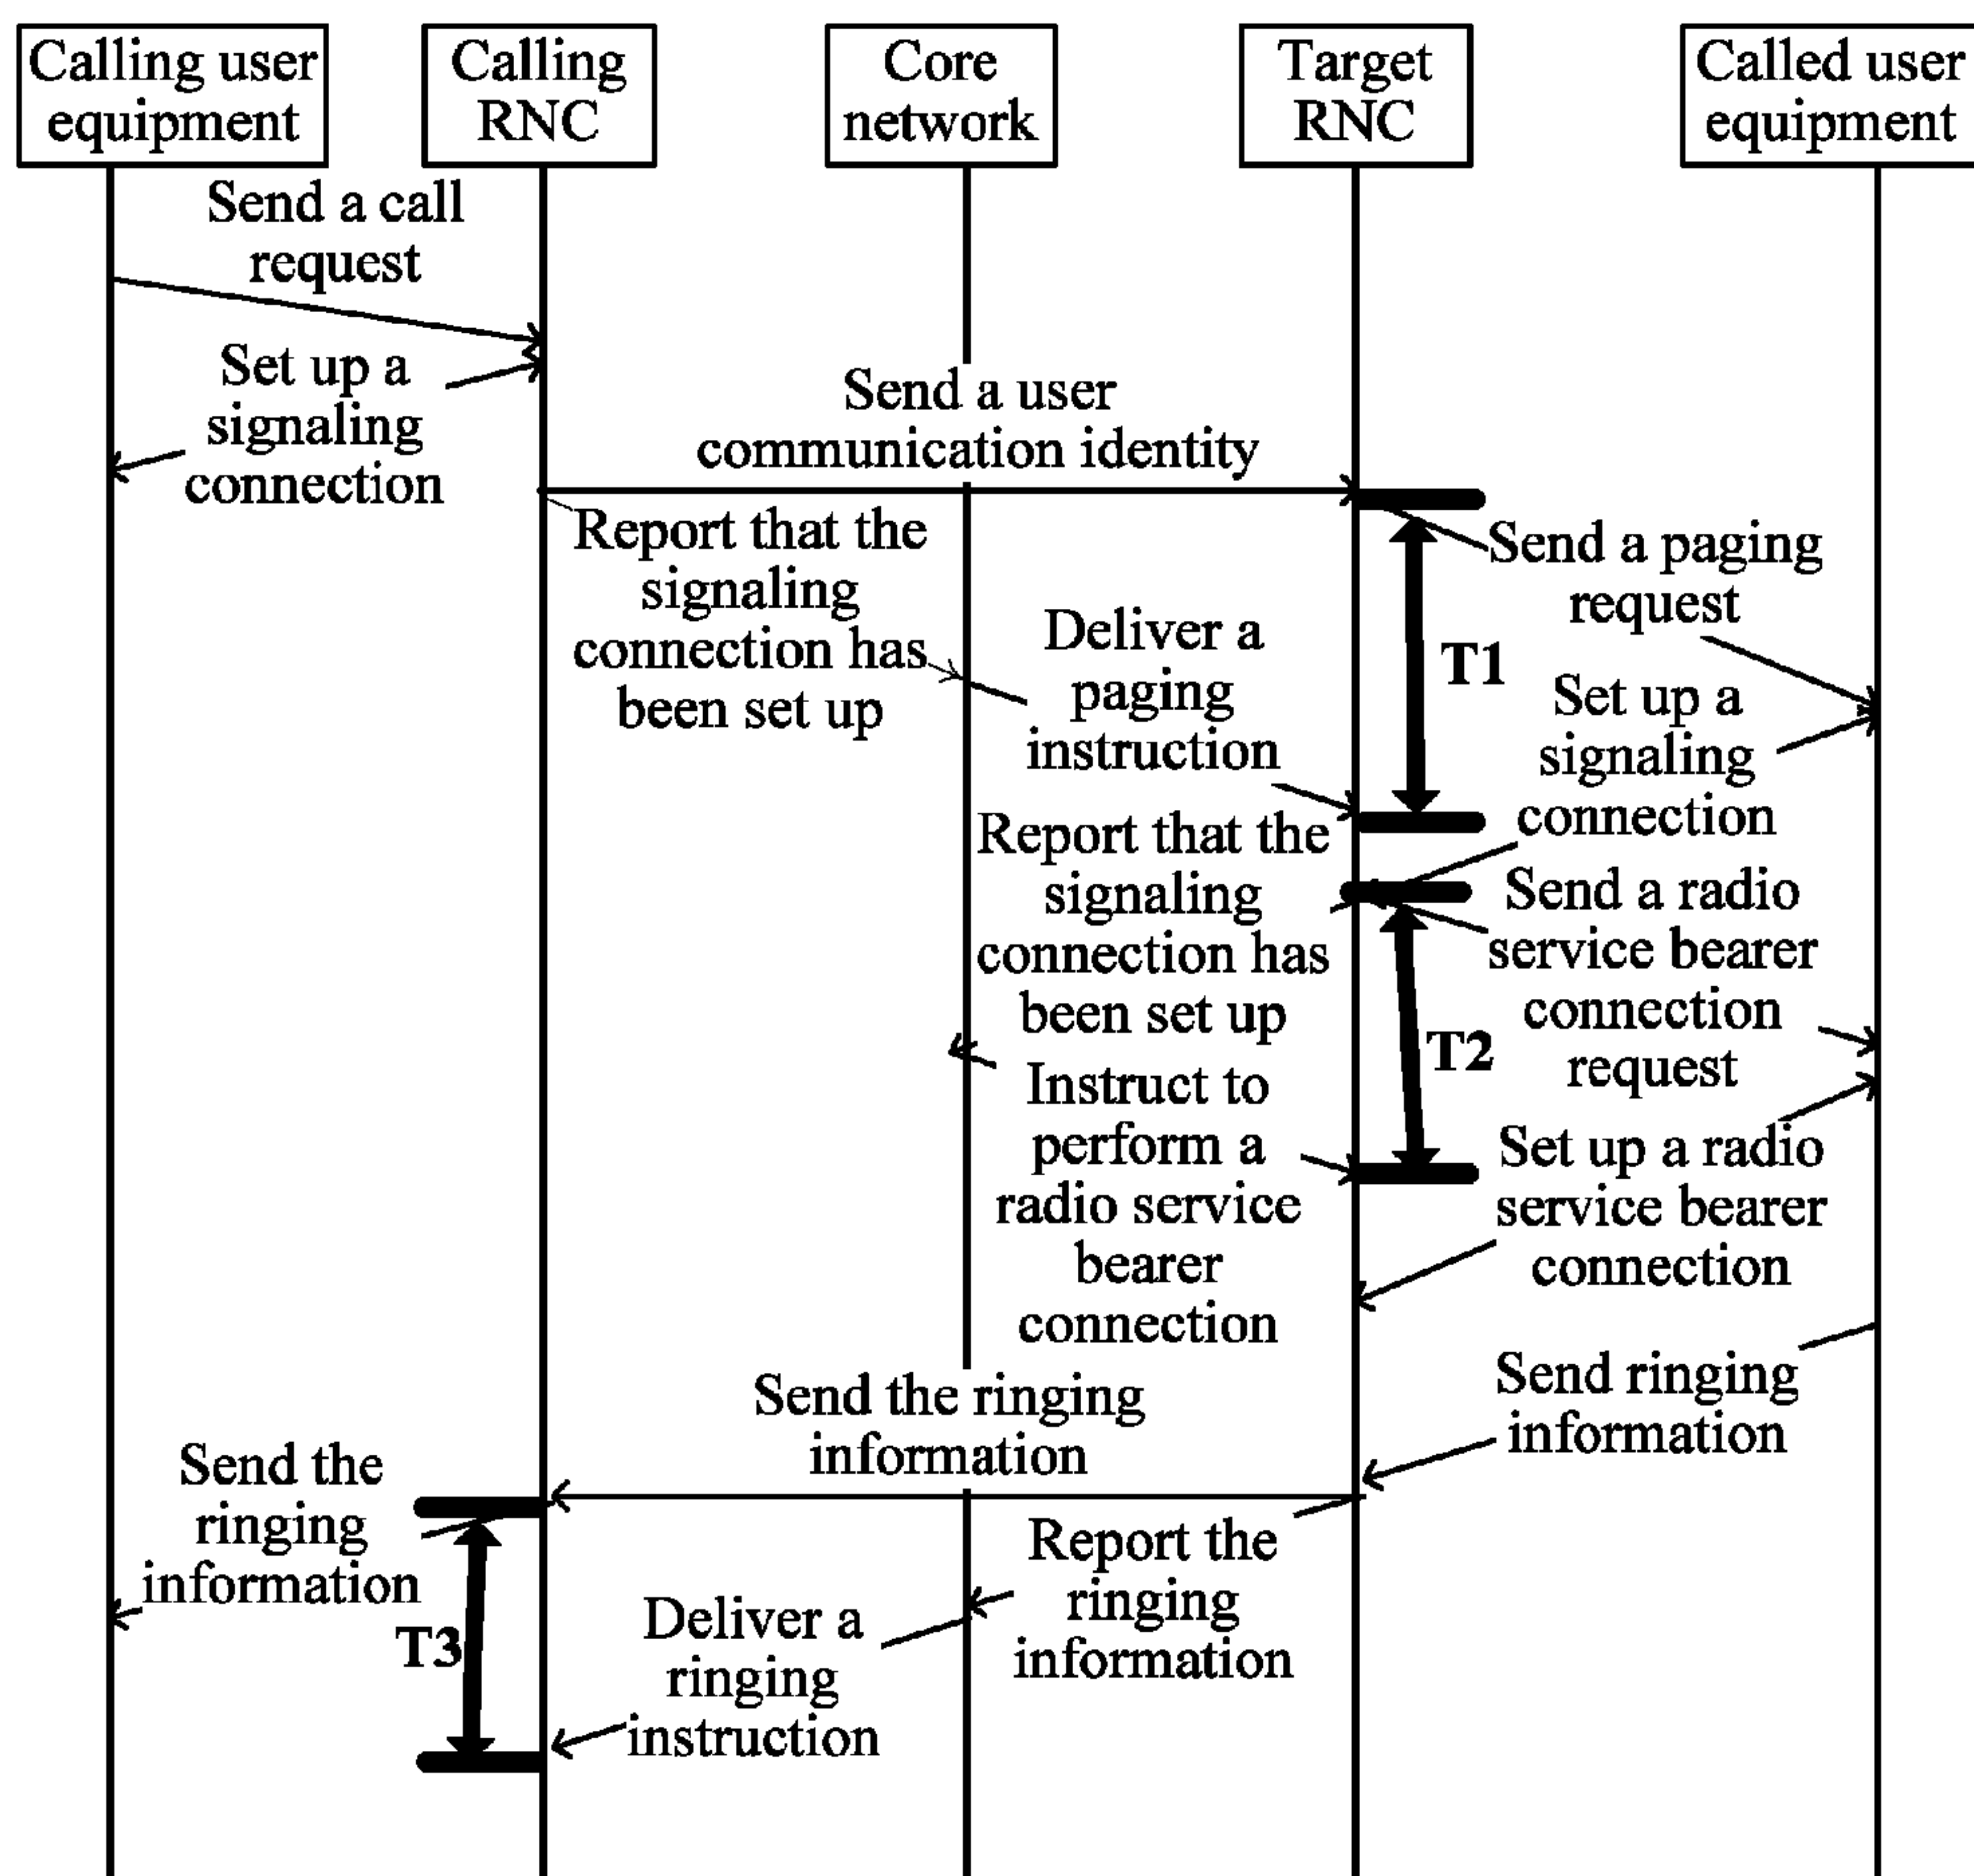 Calling user
equipment
Calling
RNC
Core
network
Target
RNC
Called user
equipment
Send a call
request
Set up a
signaling
connection
Send a user
communication identity
Report that the
signaling
connection has
been set up
Deliver a
paging
instruction
T1
Send a paging
request
Set up a
signaling
connection
Report that the
signaling
connection has
been set up
Send a radio
service bearer
connection
request
T2
Instruct to
perform a
radio service
bearer
connection
Set up a radio
service bearer
connection
Send ringing
information
Send the ringing
information
Send the
ringing
information
Report the
ringing
information
T3
Deliver a
ringing
instruction